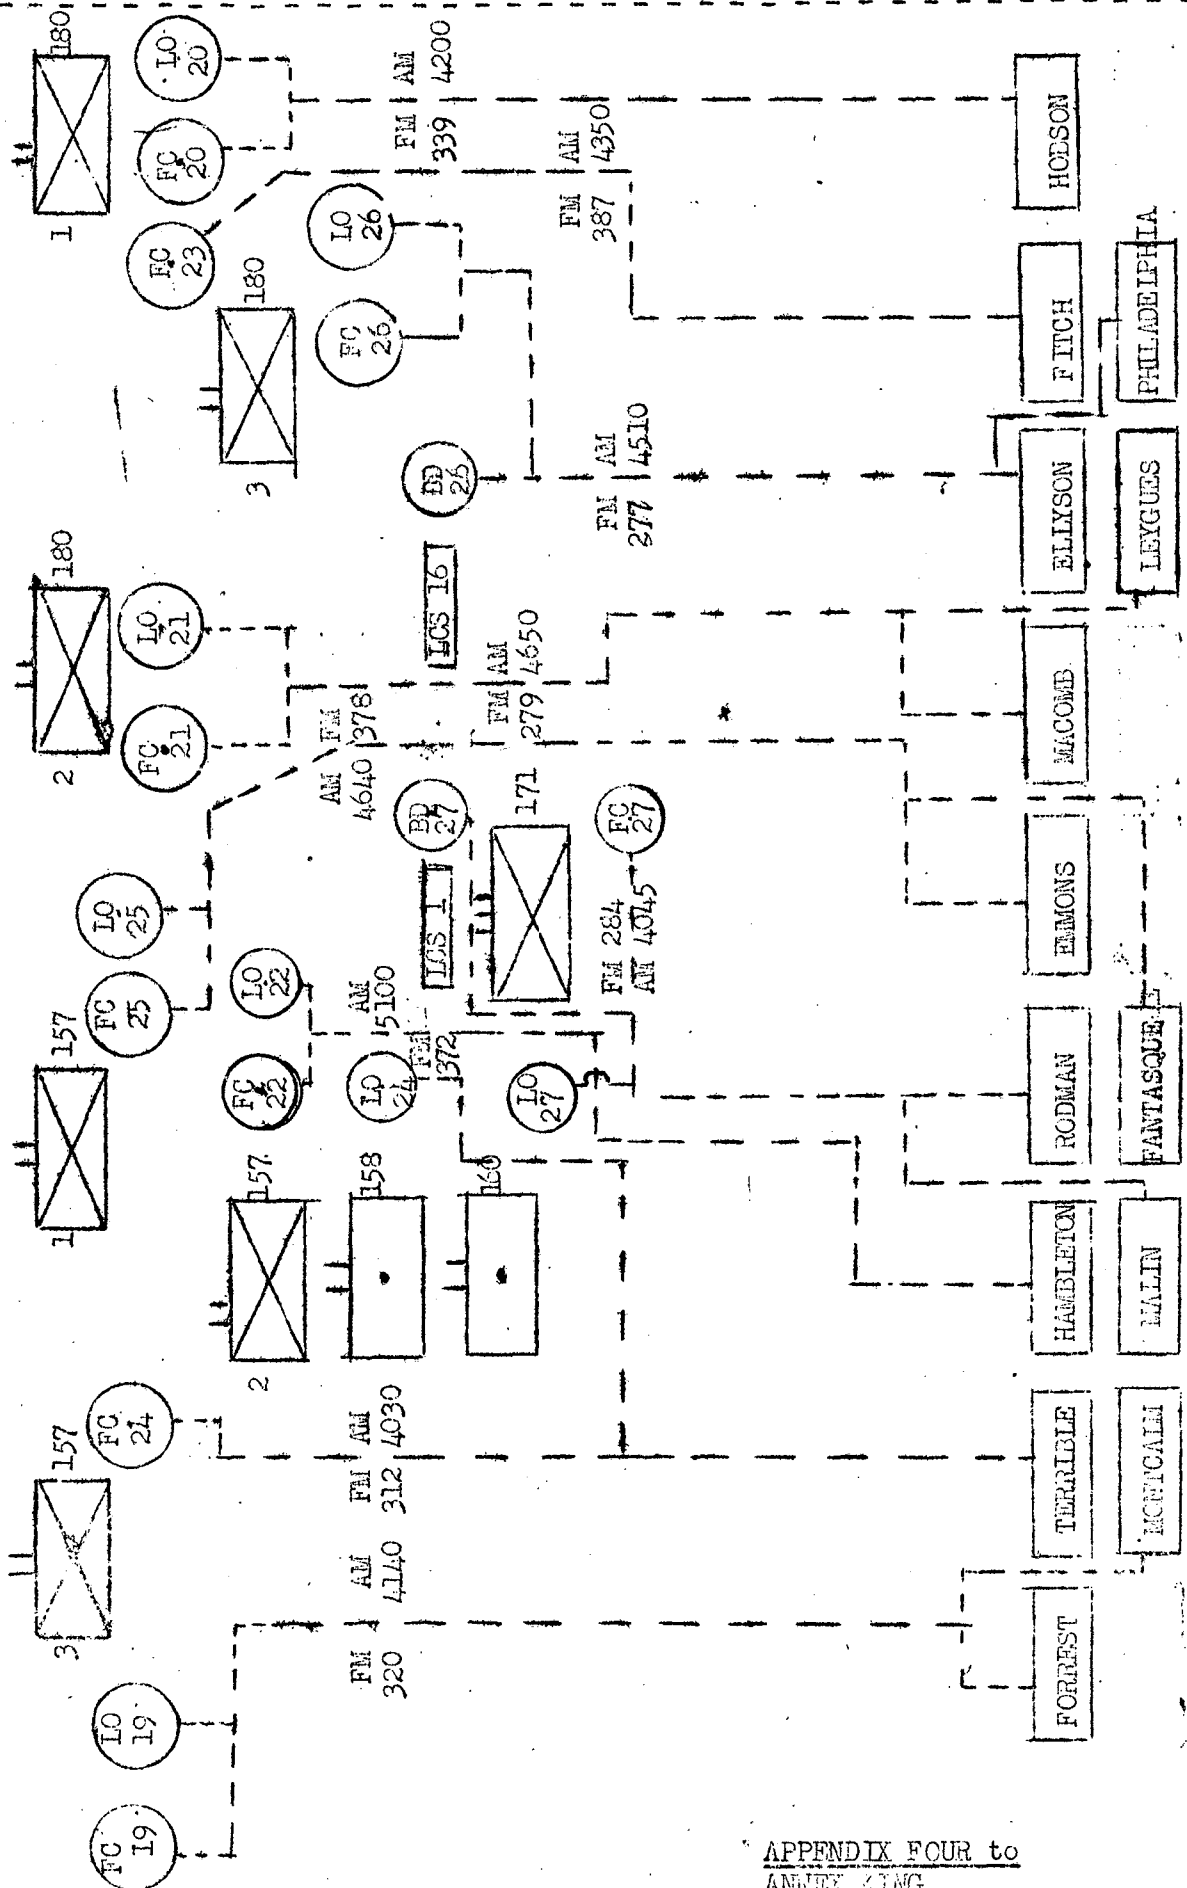 FC
19
LO
19
3
157
FC
24
1
157
FC
25
LO
25
2
180
FC
21
LO
21
1
180
FC
23
FC
20
LO
20
3
180
2
157
FC
22
LO
22
158
LO
24
160
LO
27
LCS 1
BD
27
171
FC
27
LCS 16
BD
26
FC
26
LO
26
FM AM
320 4140
FM AM
312 4030
FM AM
372 5100
AM FM
4640 378
FM 284
AM 4045
FM AM
279 4650
FM AM
277 4510
FM AM
387 4350
FM AM
339 4200
FORREST
TERRIBLE
HAMBLETON
RODMAN
EMMONS
MACOMB
ELLYSON
FITCH
HODSON
MONTCALM
MALIN
FANTASQUE
LEYGUES
PHILADELPHIA
APPENDIX FOUR to
ANNEX KING